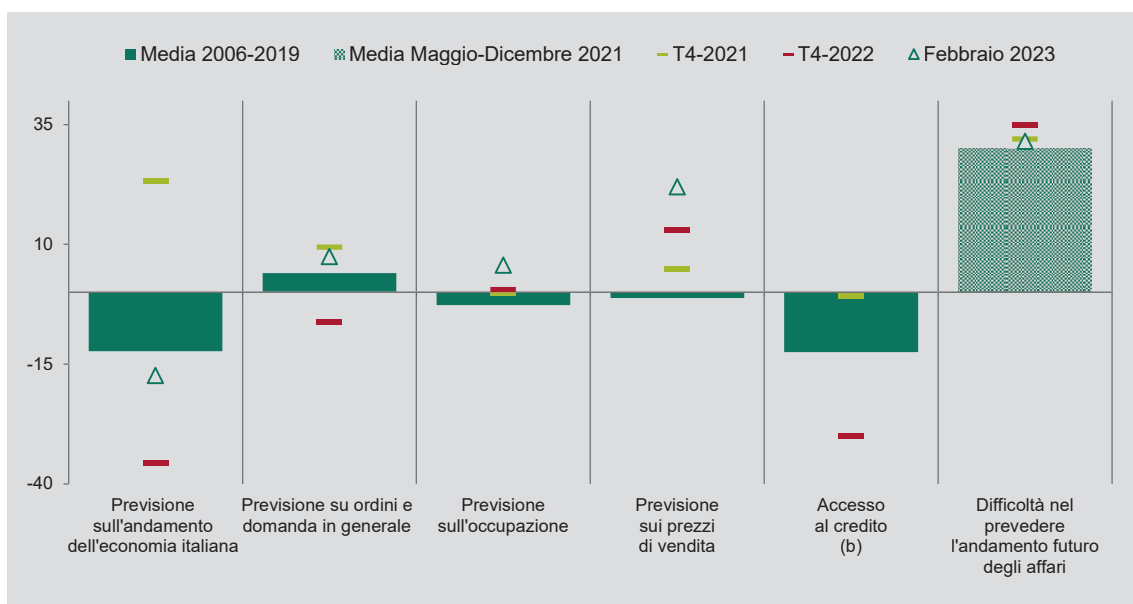 Media 2006-2019 Media Maggio-Dicembre 2021 T4-2021 T4-2022 Febbraio 2023
35
10
-15
-40
Previsione
sull'andamento
dell'economia italiana
Previsione su ordini e
domanda in generale
Previsione
sull'occupazione
Previsione
sui prezzi
di vendita
Accesso
al credito
(b)
Difficoltà nel
prevedere
l'andamento futuro
degli affari